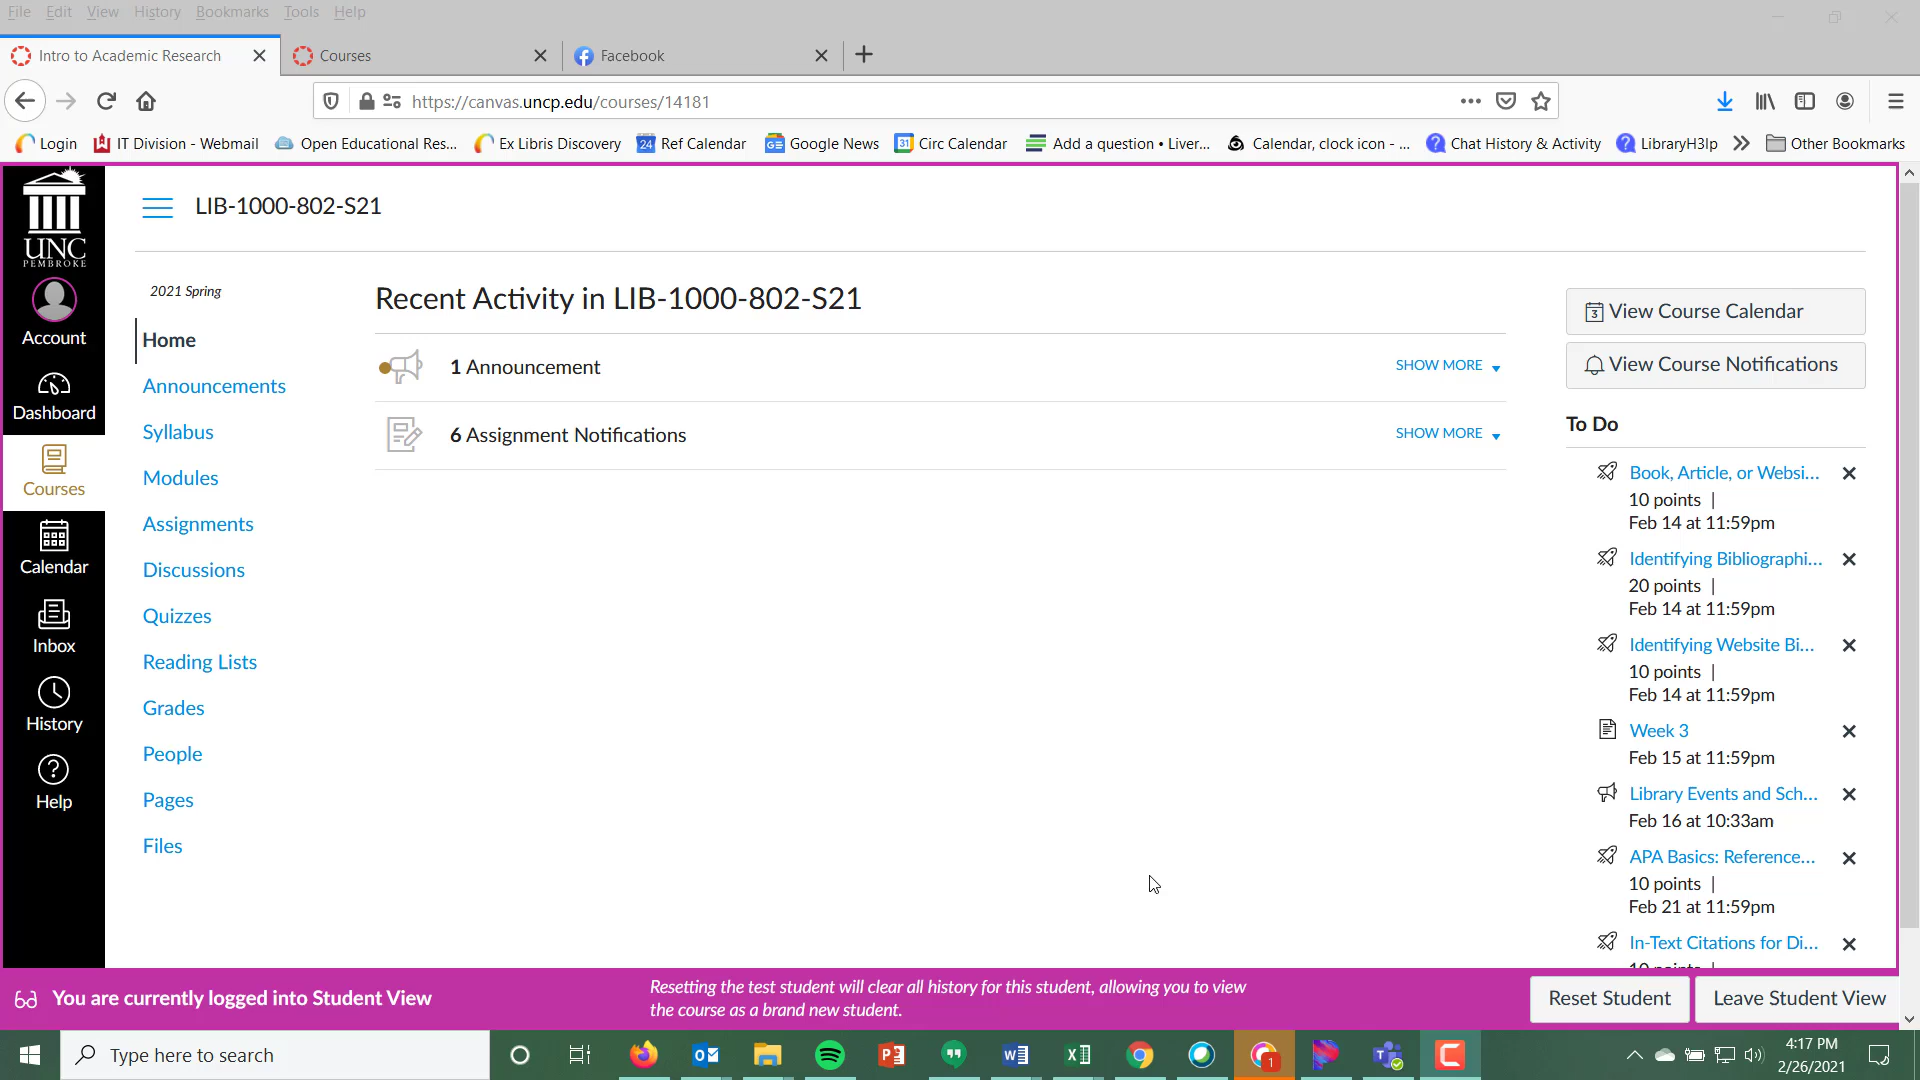 File Edit View History Bookmarks Tools Help
Intro to Academic Research
Courses
Facebook
https://canvas.uncp.edu/courses/14181
Login
IT Division - Webmail
Open Educational Res...
Ex Libris Discovery
24 Ref Calendar
Google News
31 Circ Calendar
Add a question • Liver...
Calendar, clock icon - ...
Chat History & Activity
LibraryH3lp
Other Bookmarks
UNC
PEMBROKE
Account
Dashboard
Courses
Calendar
Inbox
History
Help
LIB-1000-802-S21
2021 Spring
Home
Announcements
Syllabus
Modules
Assignments
Discussions
Quizzes
Reading Lists
Grades
People
Pages
Files
Recent Activity in LIB-1000-802-S21
1 Announcement
SHOW MORE
6 Assignment Notifications
SHOW MORE
View Course Calendar
View Course Notifications
To Do
Book, Article, or Websi...
10 points |
Feb 14 at 11:59pm
Identifying Bibliographi...
20 points |
Feb 14 at 11:59pm
Identifying Website Bi...
10 points |
Feb 14 at 11:59pm
Week 3
Feb 15 at 11:59pm
Library Events and Sch...
Feb 16 at 10:33am
APA Basics: Reference...
10 points |
Feb 21 at 11:59pm
In-Text Citations for Di...
10 points |
You are currently logged into Student View
Resetting the test student will clear all history for this student, allowing you to view
the course as a brand new student.
Reset Student
Leave Student View
Type here to search
4:17 PM
2/26/2021